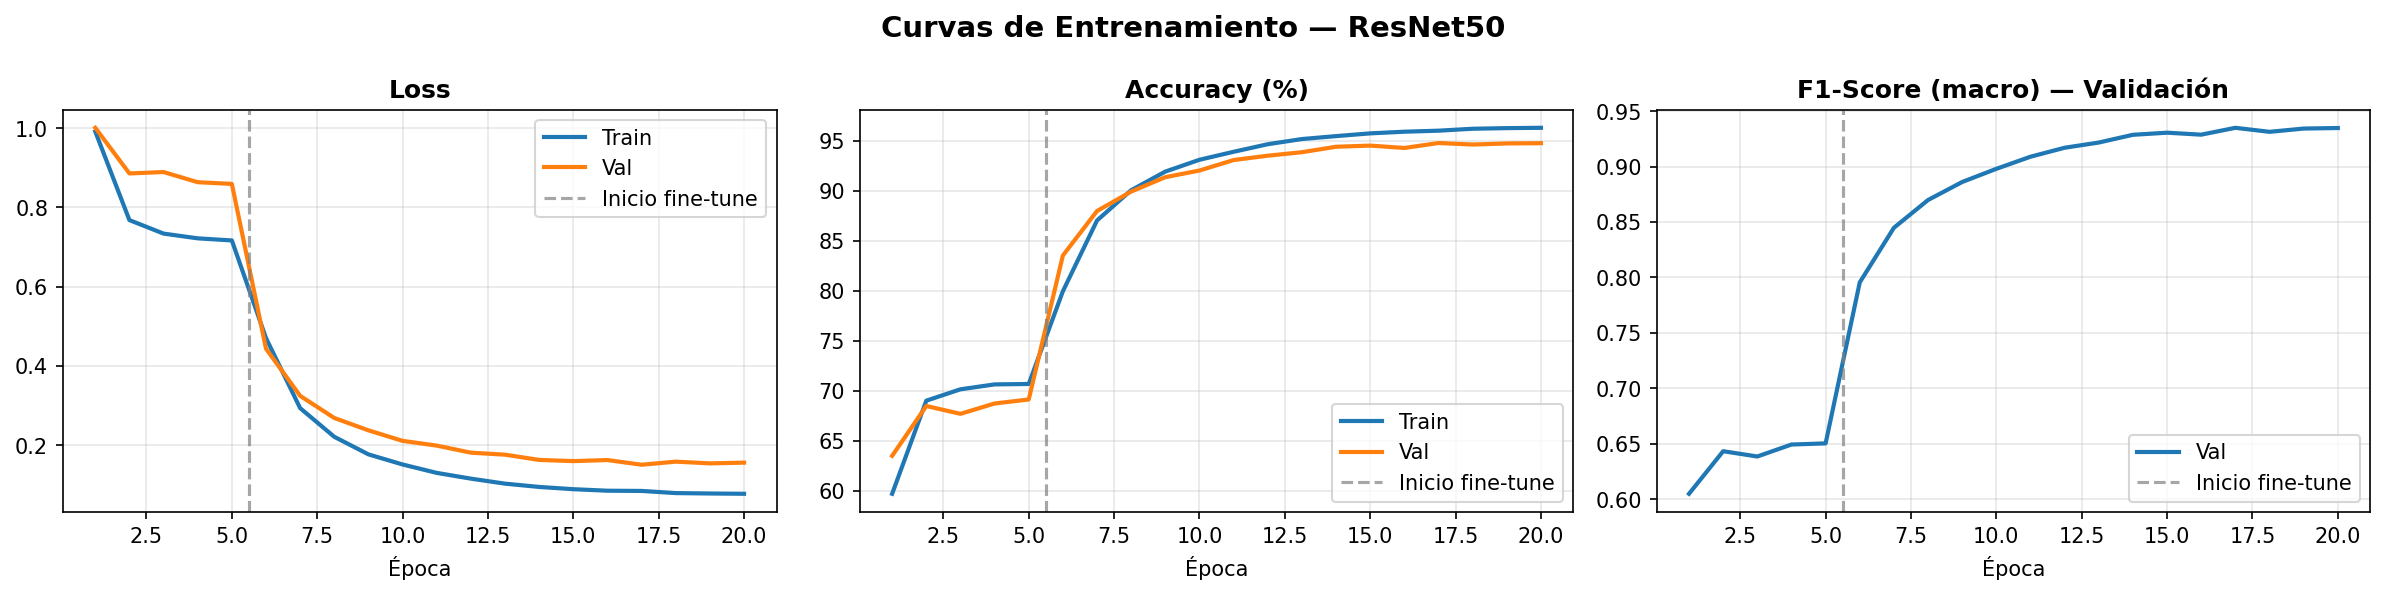 Curvas de Entrenamiento — ResNet50
Loss
1.0
0.8
0.6
0.4
0.2
2.5 5.0 7.5 10.0 12.5 15.0 17.5 20.0
Época
Train
Val
Inicio fine-tune
Accuracy (%)
95
90
85
80
75
70
65
60
2.5 5.0 7.5 10.0 12.5 15.0 17.5 20.0
Época
Train
Val
Inicio fine-tune
F1-Score (macro) — Validación
0.95
0.90
0.85
0.80
0.75
0.70
0.65
0.60
2.5 5.0 7.5 10.0 12.5 15.0 17.5 20.0
Época
Val
Inicio fine-tune